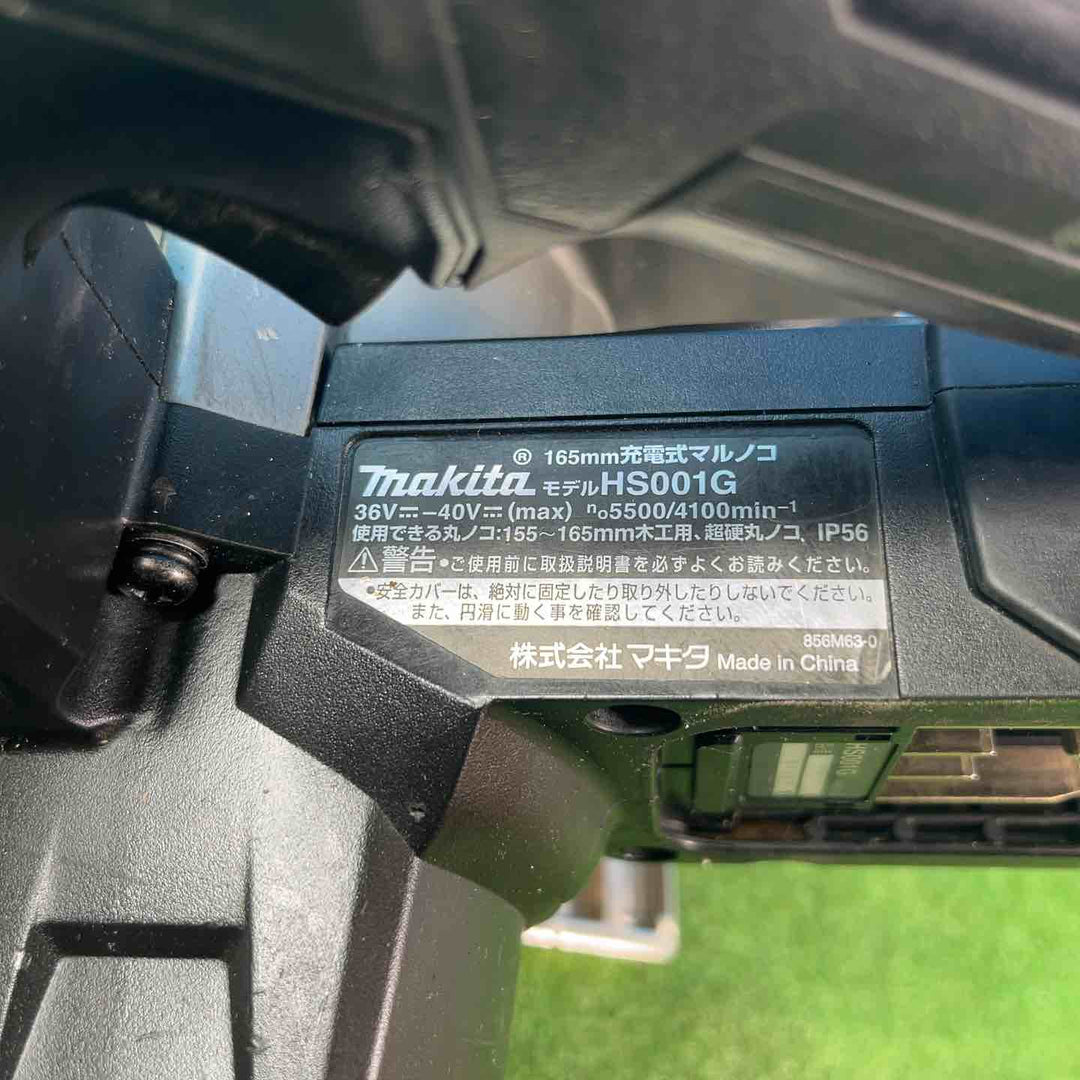 165mm充電式マルノコ
Makita® モデルHS001G
36V⎓−40V⎓(max) n₀5500/4100min⁻¹
使用できる丸ノコ:155~165mm木工用、超硬丸ノコ、IP56
⚠警告 •ご使用前に取扱説明書を必ずよくお読みください。
•安全カバーは、絶対に固定したり取り外したりしないでください。
また、円滑に動く事を確認してください。
856M63-0
株式会社マキタ Made in China
HS001G